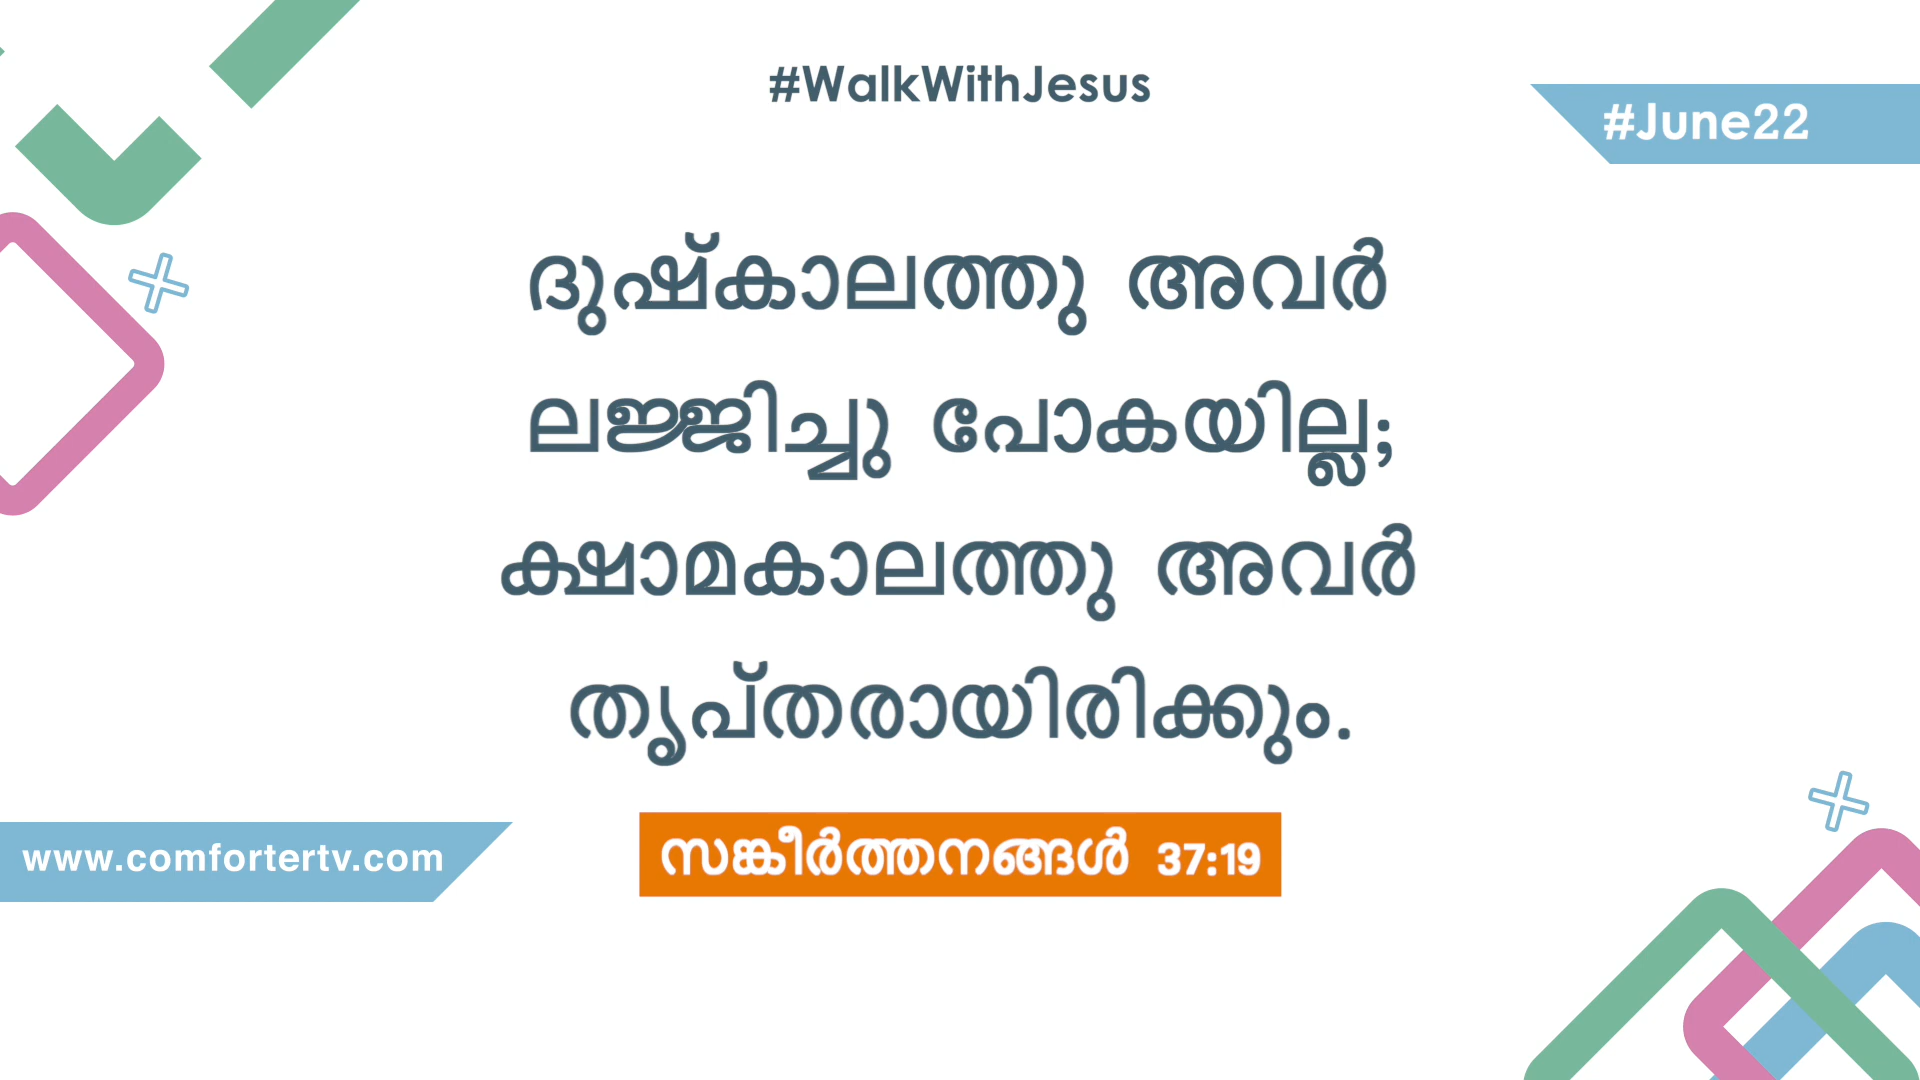 #WalkWithJesus
#June22
ദുഷ്കാലത്തു അവർ
ലജ്ജിച്ചു പോകയില്ല;
ക്ഷാമകാലത്തു അവർ
തൃപ്തരായിരിക്കും.
സങ്കീർത്തനങ്ങൾ 37:19
www.comfortertv.com